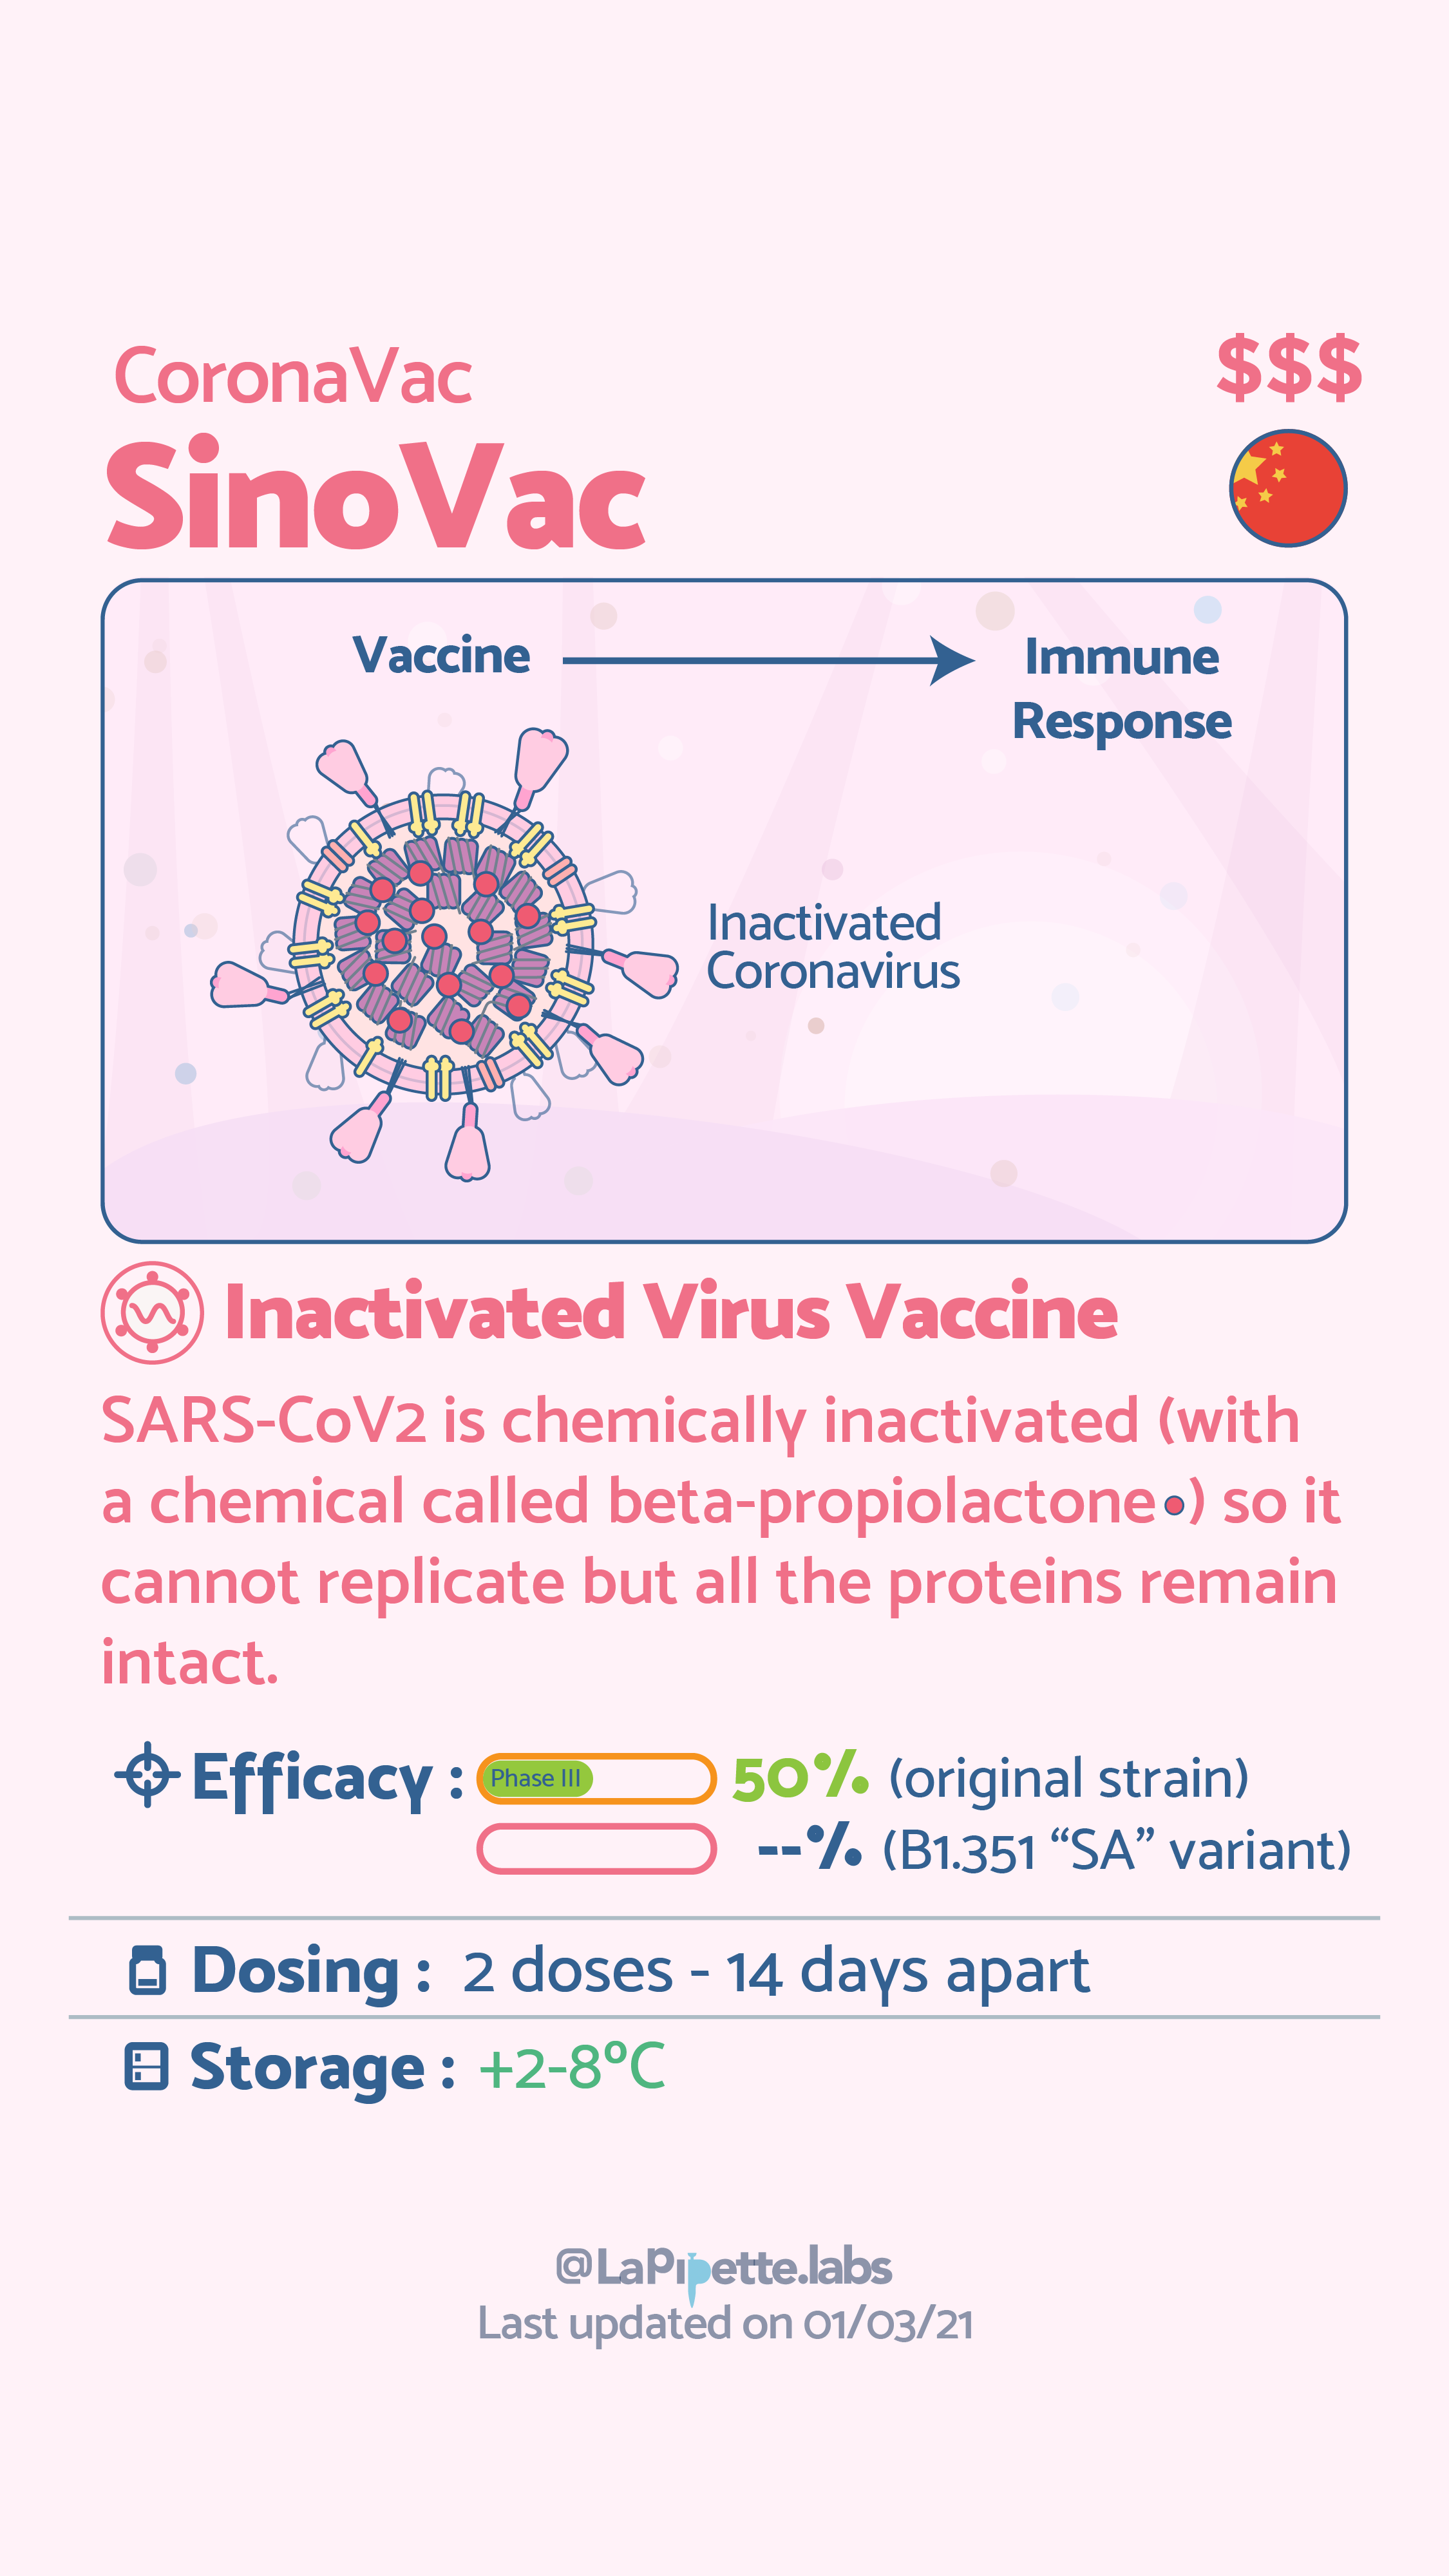 CoronaVac
$$$
SinoVac
Vaccine
Immune
Response
Inactivated
Coronavirus
Inactivated Virus Vaccine
SARS-CoV2 is chemically inactivated (with
a chemical called beta-propiolactone ) so it
cannot replicate but all the proteins remain
intact.
Efficacy : Phase III 50% (original strain)
--% (B1.351 “SA” variant)
Dosing : 2 doses - 14 days apart
Storage : +2-8ºC
@LaPipette.labs
Last updated on 01/03/21